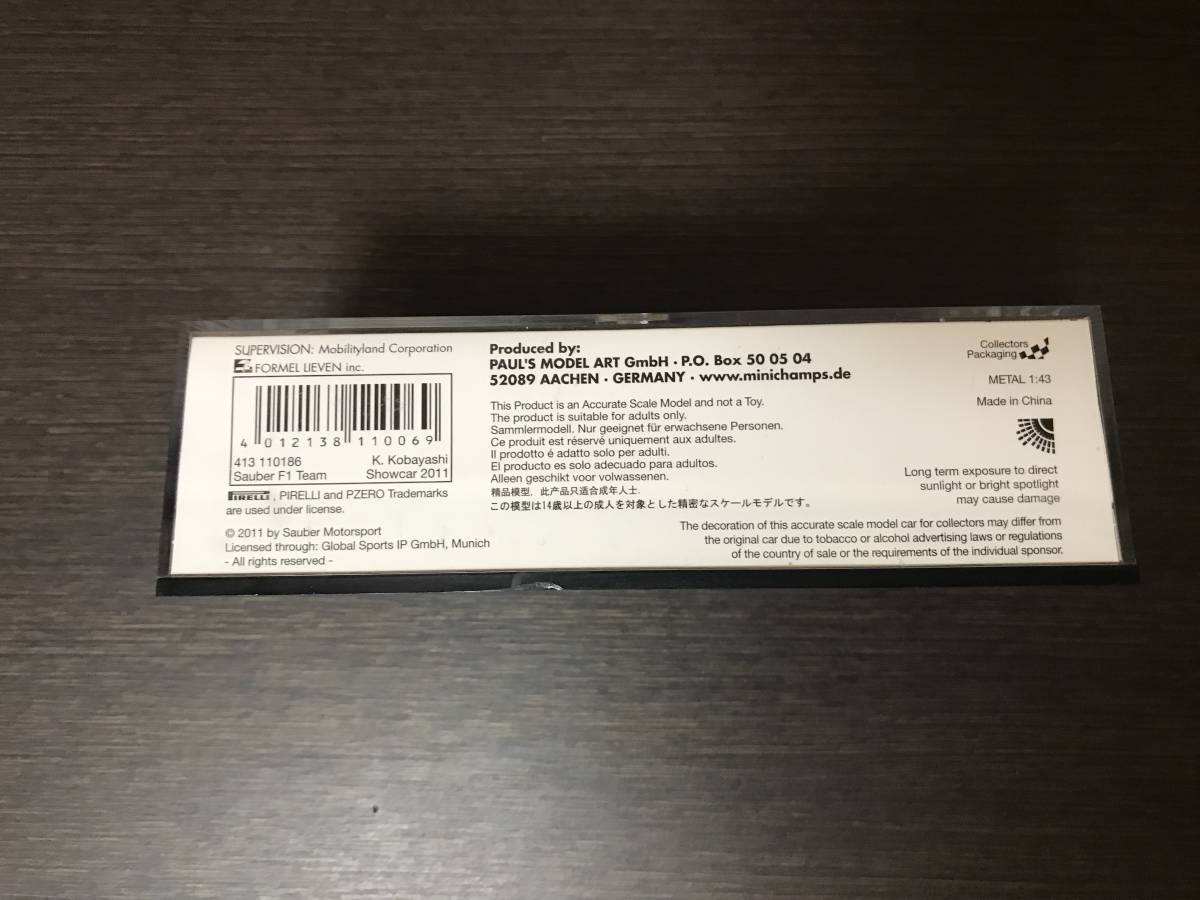 SUPERVISION: Mobilityland Corporation
FORMEL LIEVEN inc.
4 012138 110069
413 110186 K. Kobayashi
Sauber F1 Team Showcar 2011
PIRELLI, PIRELLI and PZERO Trademarks
are used under license.
© 2011 by Sauber Motorsport
Licensed through: Global Sports IP GmbH, Munich
- All rights reserved -
Produced by:
PAUL'S MODEL ART GmbH · P.O. Box 50 05 04
52089 AACHEN · GERMANY · www.minichamps.de
This Product is an Accurate Scale Model and not a Toy.
The product is suitable for adults only.
Sammlermodell. Nur geeignet für erwachsene Personen.
Ce produit est réservé uniquement aux adultes.
Il prodotto é adatto solo per adulti.
El producto es solo adecuado para adultos.
Alleen geschikt voor volwassenen.
精品模型，此产品只适合成年人士.
この模型は14歳以上の成人を対象とした精密なスケールモデルです。
Collectors
Packaging
METAL 1:43
Made in China
Long term exposure to direct
sunlight or bright spotlight
may cause damage
The decoration of this accurate scale model car for collectors may differ from
the original car due to tobacco or alcohol advertising laws or regulations
of the country of sale or the requirements of the individual sponsor.